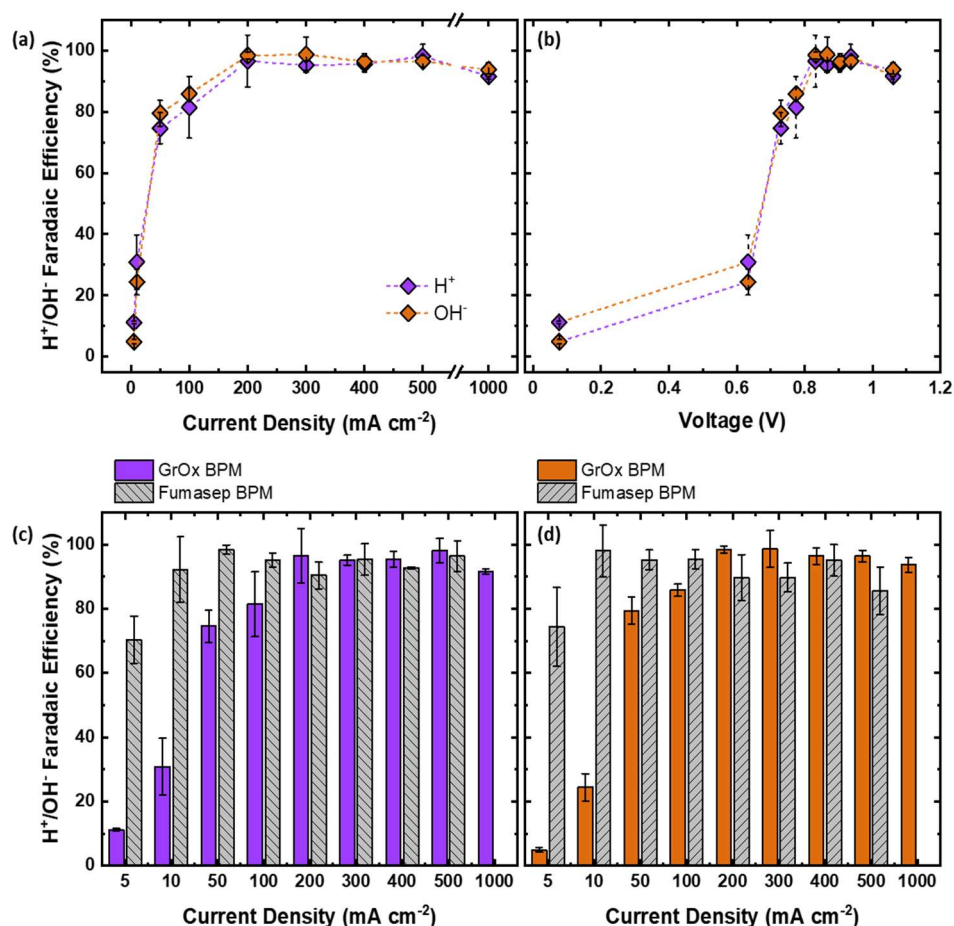 (a)
(b)
H⁺/OH⁻ Faradaic Efficiency (%)
100
80
60
40
20
0
H⁺
OH⁻
0 100 200 300 400 500 1000
0 0.2 0.4 0.6 0.8 1 1.2
Current Density (mA cm⁻²)
Voltage (V)
GrOx BPM
Fumasep BPM
GrOx BPM
Fumasep BPM
(c)
(d)
H⁺/OH⁻ Faradaic Efficiency (%)
100
80
60
40
20
0
5 10 50 100 200 300 400 500 1000
5 10 50 100 200 300 400 500 1000
Current Density (mA cm⁻²)
Current Density (mA cm⁻²)